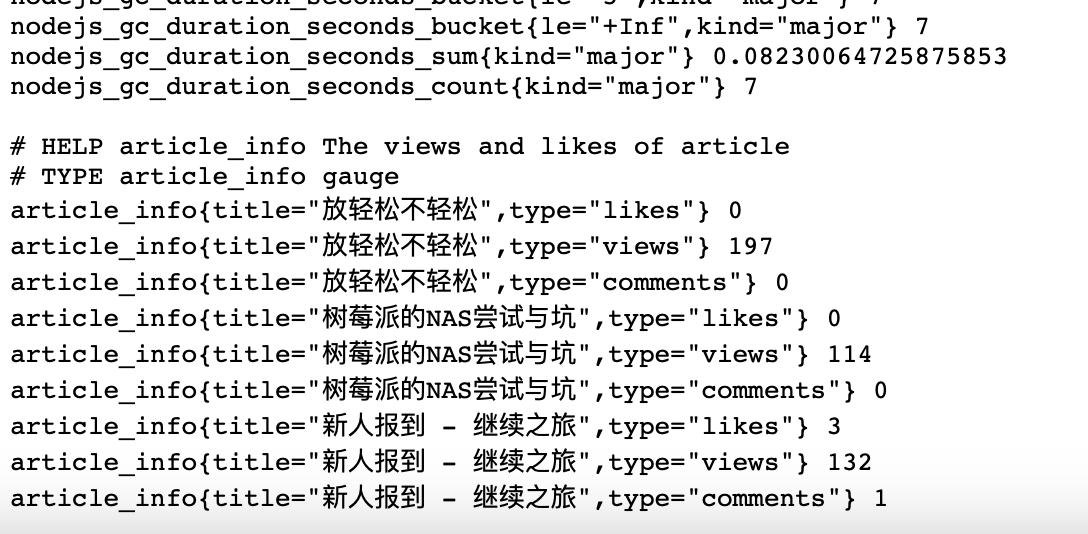 nodejs_gc_duration_seconds_bucket{le="5",kind="major"} 7
nodejs_gc_duration_seconds_bucket{le="+Inf",kind="major"} 7
nodejs_gc_duration_seconds_sum{kind="major"} 0.08230064725875853
nodejs_gc_duration_seconds_count{kind="major"} 7
# HELP article_info The views and likes of article
# TYPE article_info gauge
article_info{title="放轻松不轻松",type="likes"} 0
article_info{title="放轻松不轻松",type="views"} 197
article_info{title="放轻松不轻松",type="comments"} 0
article_info{title="树莓派的NAS尝试与坑",type="likes"} 0
article_info{title="树莓派的NAS尝试与坑",type="views"} 114
article_info{title="树莓派的NAS尝试与坑",type="comments"} 0
article_info{title="新人报到 - 继续之旅",type="likes"} 3
article_info{title="新人报到 - 继续之旅",type="views"} 132
article_info{title="新人报到 - 继续之旅",type="comments"} 1